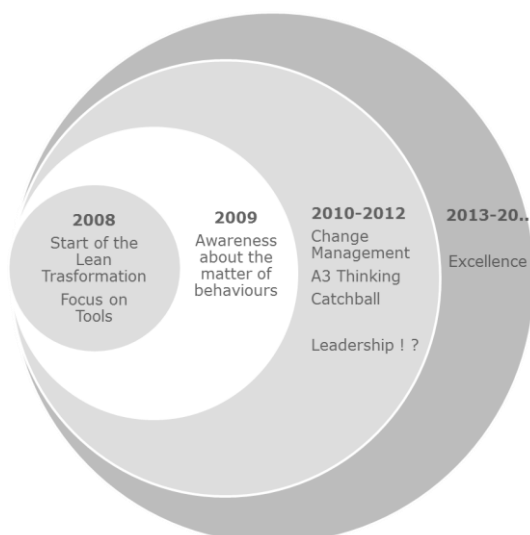 2008
Start of the
Lean
Trasformation
Focus on
Tools
2009
Awareness
about the
matter of
behaviours
2010-2012
Change
Management
A3 Thinking
Catchball
Leadership ! ?
2013-20..
Excellence